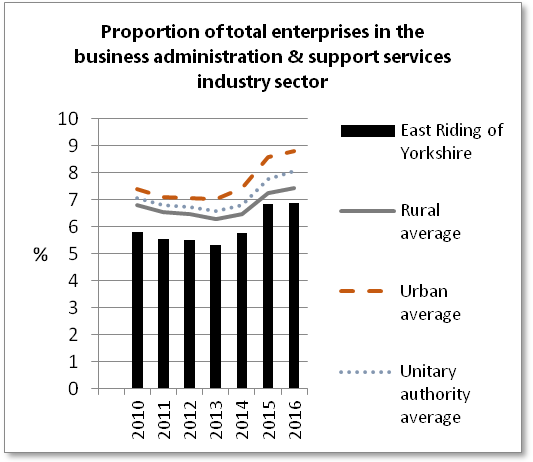 Proportion of total enterprises in the
business administration & support services
industry sector
10
9
8
7
6
5
4
3
2
1
0
%
2010
2011
2012
2013
2014
2015
2016
East Riding of
Yorkshire
Rural
average
Urban
average
Unitary
authority
average